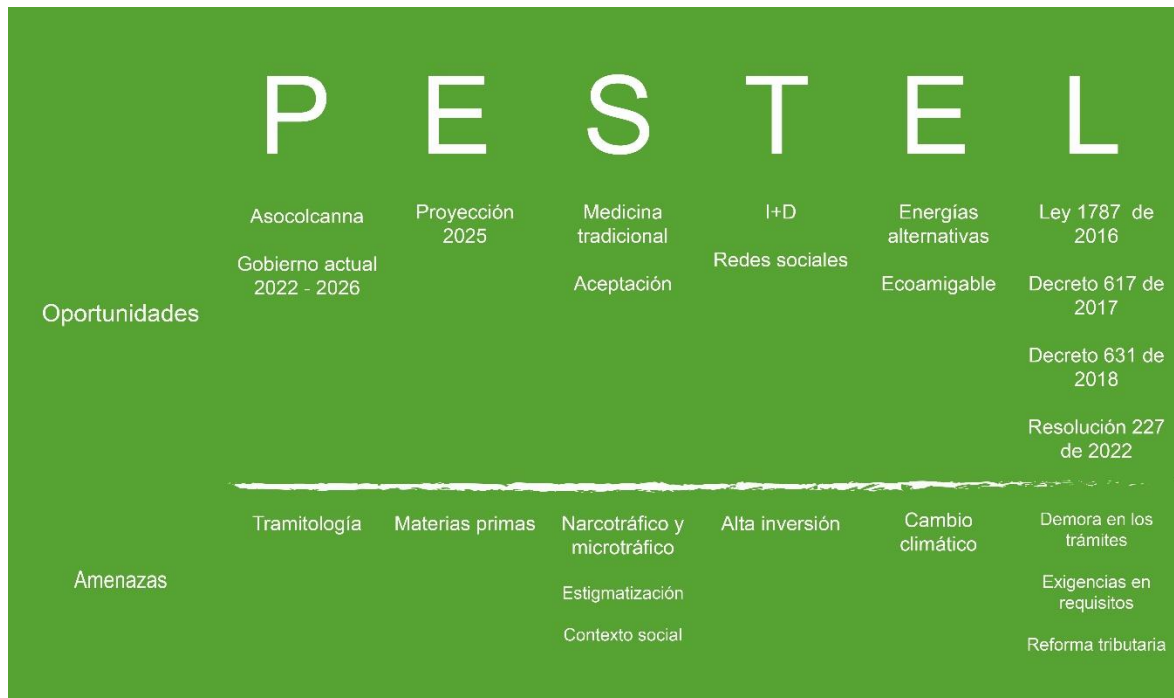 P E S T E L
Oportunidades
Asocolcanna
Gobierno actual
2022 - 2026
Proyección
2025
Medicina
tradicional
Aceptación
I+D
Redes sociales
Energías
alternativas
Ecoamigable
Ley 1787 de
2016
Decreto 617 de
2017
Decreto 631 de
2018
Resolución 227
de 2022
Amenazas
Tramitología
Materias primas
Narcotráfico y
microtráfico
Estigmatización
Contexto social
Alta inversión
Cambio
climático
Demora en los
trámites
Exigencias en
requisitos
Reforma tributaria